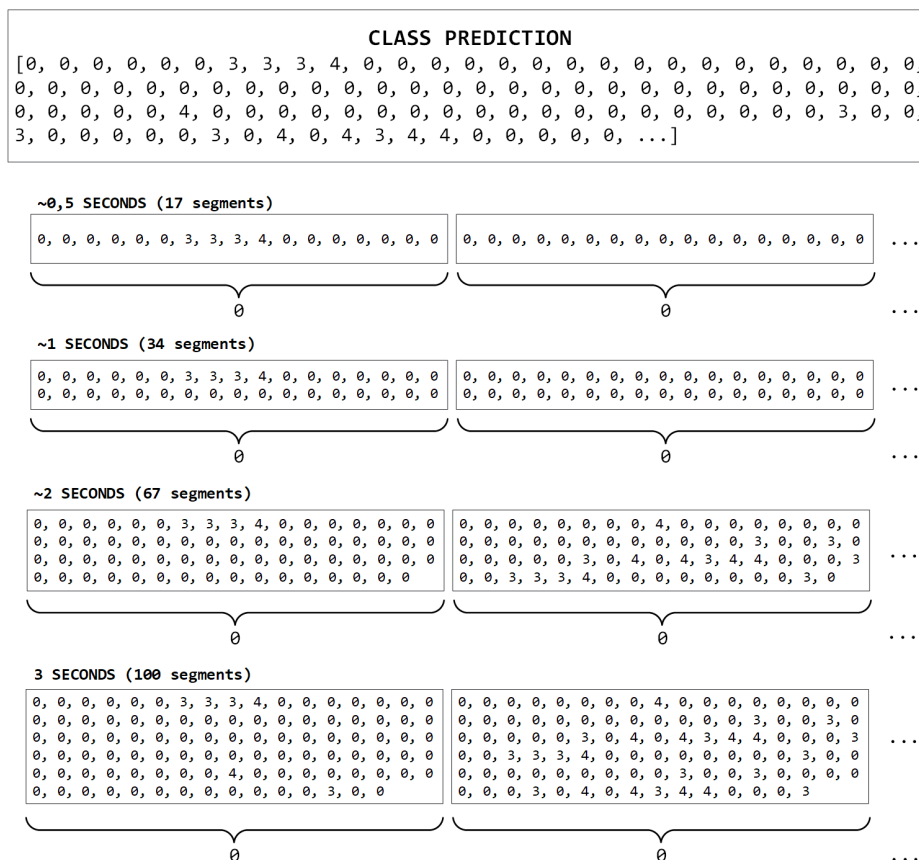 CLASS PREDICTION
[0, 0, 0, 0, 0, 0, 3, 3, 3, 4, 0, 0, 0, 0, 0, 0, 0, 0, 0, 0, 0, 0, 0, 0, 0, 0, 0,
0, 0, 0, 0, 0, 0, 0, 0, 0, 0, 0, 0, 0, 0, 0, 0, 0, 0, 0, 0, 0, 0, 0, 0, 0, 0, 0,
0, 0, 0, 0, 0, 4, 0, 0, 0, 0, 0, 0, 0, 0, 0, 0, 0, 0, 0, 0, 0, 0, 0, 0, 0, 3, 0, 0,
3, 0, 0, 0, 0, 0, 3, 0, 4, 0, 4, 3, 4, 4, 0, 0, 0, 0, 0, ...]
~0,5 SECONDS (17 segments)
0, 0, 0, 0, 0, 0, 3, 3, 3, 4, 0, 0, 0, 0, 0, 0, 0 0, 0, 0, 0, 0, 0, 0, 0, 0, 0, 0, 0, 0, 0, 0, 0, 0 ...
0 0 ...
~1 SECONDS (34 segments)
0, 0, 0, 0, 0, 0, 3, 3, 3, 4, 0, 0, 0, 0, 0, 0, 0 0, 0, 0, 0, 0, 0, 0, 0, 0, 0, 0, 0, 0, 0, 0, 0, 0
0, 0, 0, 0, 0, 0, 0, 0, 0, 0, 0, 0, 0, 0, 0, 0, 0 0, 0, 0, 0, 0, 0, 0, 0, 0, 0, 0, 0, 0, 0, 0, 0, 0 ...
0 0 ...
~2 SECONDS (67 segments)
0, 0, 0, 0, 0, 0, 3, 3, 3, 4, 0, 0, 0, 0, 0, 0, 0 0, 0, 0, 0, 0, 0, 0, 0, 4, 0, 0, 0, 0, 0, 0, 0, 0
0, 0, 0, 0, 0, 0, 0, 0, 0, 0, 0, 0, 0, 0, 0, 0, 0 0, 0, 0, 0, 0, 0, 0, 0, 0, 0, 0, 0, 3, 0, 0, 3, 0
0, 0, 0, 0, 0, 0, 0, 0, 0, 0, 0, 0, 0, 0, 0, 0, 0 0, 0, 0, 0, 0, 3, 0, 4, 0, 4, 3, 4, 4, 0, 0, 0, 3 ...
0, 0, 0, 0, 0, 0, 0, 0, 0, 0, 0, 0, 0, 0, 0, 0 0, 0, 3, 3, 3, 4, 0, 0, 0, 0, 0, 0, 0, 0, 3, 0
0 0 ...
3 SECONDS (100 segments)
0, 0, 0, 0, 0, 0, 3, 3, 3, 4, 0, 0, 0, 0, 0, 0, 0 0, 0, 0, 0, 0, 0, 0, 0, 4, 0, 0, 0, 0, 0, 0, 0, 0
0, 0, 0, 0, 0, 0, 0, 0, 0, 0, 0, 0, 0, 0, 0, 0, 0 0, 0, 0, 0, 0, 0, 0, 0, 0, 0, 0, 0, 3, 0, 0, 3, 0
0, 0, 0, 0, 0, 0, 0, 0, 0, 0, 0, 0, 0, 0, 0, 0, 0 0, 0, 0, 0, 0, 3, 0, 4, 0, 4, 3, 4, 4, 0, 0, 0, 3 ...
0, 0, 0, 0, 0, 0, 0, 0, 0, 0, 0, 0, 0, 0, 0, 0, 0 0, 0, 3, 3, 3, 4, 0, 0, 0, 0, 0, 0, 0, 0, 3, 0, 0
0, 0, 0, 0, 0, 0, 0, 0, 4, 0, 0, 0, 0, 0, 0, 0, 0 0, 0, 0, 0, 0, 0, 0, 0, 0, 3, 0, 0, 3, 0, 0, 0, 0
0, 0, 0, 0, 0, 0, 0, 0, 0, 0, 0, 0, 3, 0, 0 0, 0, 0, 3, 0, 4, 0, 4, 3, 4, 4, 0, 0, 0, 3
0 0 ...